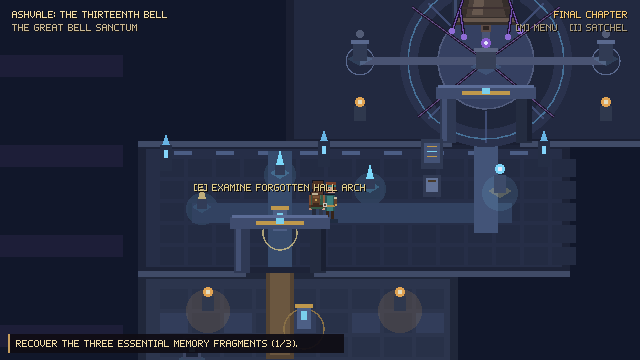 ASHVALE: THE THIRTEENTH BELL
THE GREAT BELL SANCTUM
FINAL CHAPTER
[M] MENU [I] SATCHEL
[E] EXAMINE FORGOTTEN HALL ARCH
RECOVER THE THREE ESSENTIAL MEMORY FRAGMENTS (1/3).